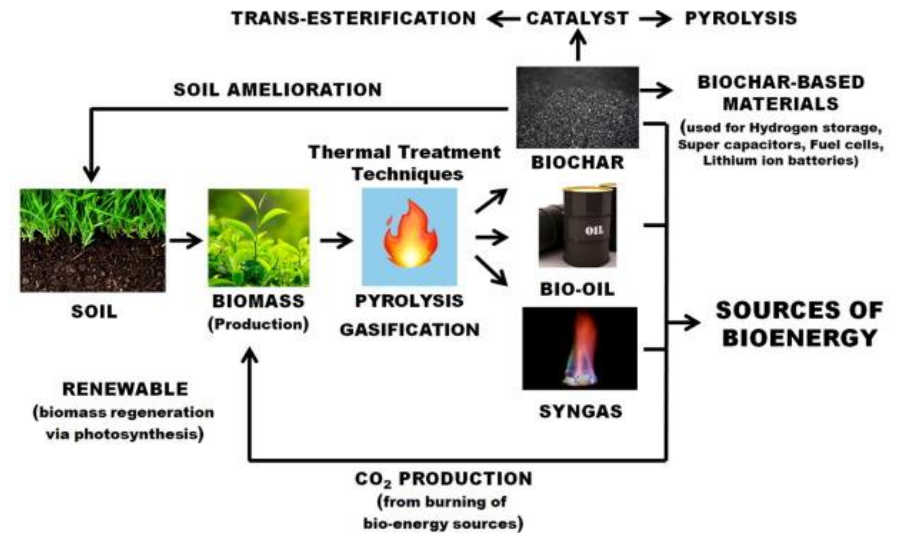 TRANS-ESTERIFICATION
CATALYST
PYROLYSIS
SOIL AMELIORATION
BIOCHAR-BASED
MATERIALS
(used for Hydrogen storage,
Super capacitors, Fuel cells,
Lithium ion batteries)
Thermal Treatment
Techniques
BIOCHAR
OIL
SOIL
BIOMASS
(Production)
PYROLYSIS
GASIFICATION
BIO-OIL
SOURCES OF
BIOENERGY
SYNGAS
RENEWABLE
(biomass regeneration
via photosynthesis)
CO₂ PRODUCTION
(from burning of
bio-energy sources)